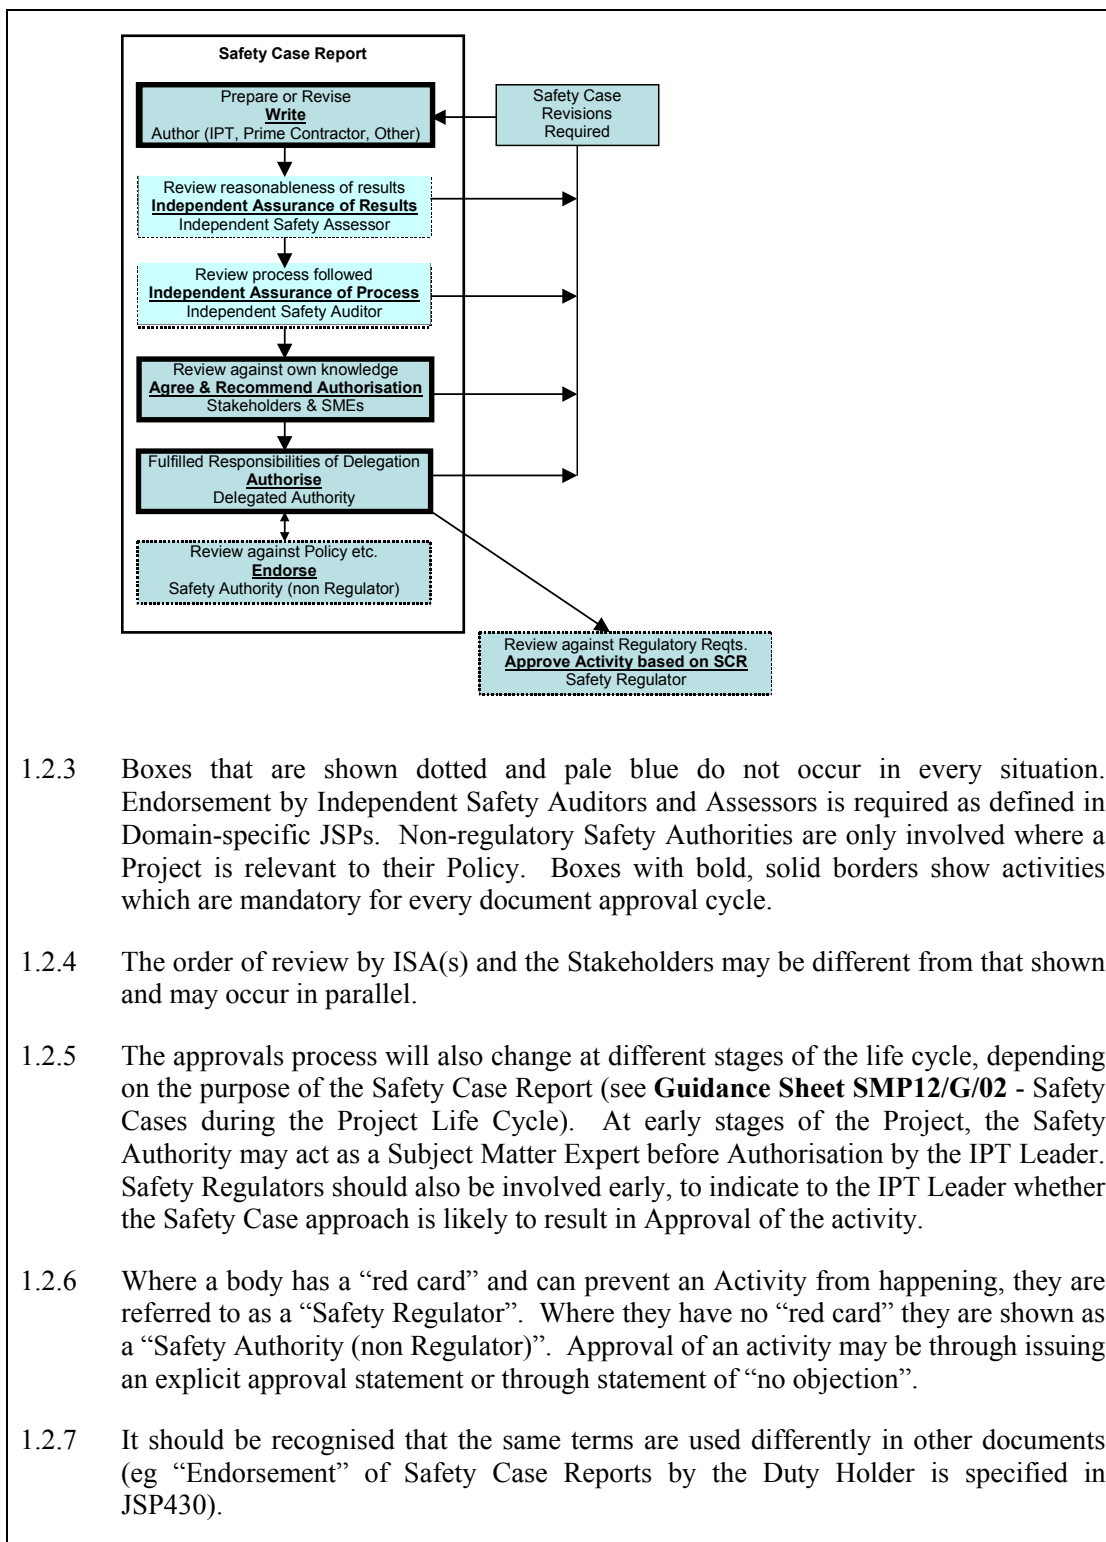 Safety Case Report
Prepare or Revise
Write
Author (IPT, Prime Contractor, Other)
Safety Case
Revisions
Required
Review reasonableness of results
Independent Assurance of Results
Independent Safety Assessor
Review process followed
Independent Assurance of Process
Independent Safety Auditor
Review against own knowledge
Agree & Recommend Authorisation
Stakeholders & SMEs
Fulfilled Responsibilities of Delegation
Authorise
Delegated Authority
Review against Policy etc.
Endorse
Safety Authority (non Regulator)
Review against Regulatory Reqts.
Approve Activity based on SCR
Safety Regulator
1.2.3 Boxes that are shown dotted and pale blue do not occur in every situation.
Endorsement by Independent Safety Auditors and Assessors is required as defined in
Domain-specific JSPs. Non-regulatory Safety Authorities are only involved where a
Project is relevant to their Policy. Boxes with bold, solid borders show activities
which are mandatory for every document approval cycle.
1.2.4 The order of review by ISA(s) and the Stakeholders may be different from that shown
and may occur in parallel.
1.2.5 The approvals process will also change at different stages of the life cycle, depending
on the purpose of the Safety Case Report (see Guidance Sheet SMP12/G/02 - Safety
Cases during the Project Life Cycle). At early stages of the Project, the Safety
Authority may act as a Subject Matter Expert before Authorisation by the IPT Leader.
Safety Regulators should also be involved early, to indicate to the IPT Leader whether
the Safety Case approach is likely to result in Approval of the activity.
1.2.6 Where a body has a “red card” and can prevent an Activity from happening, they are
referred to as a “Safety Regulator”. Where they have no “red card” they are shown as
a “Safety Authority (non Regulator)”. Approval of an activity may be through issuing
an explicit approval statement or through statement of “no objection”.
1.2.7 It should be recognised that the same terms are used differently in other documents
(eg “Endorsement” of Safety Case Reports by the Duty Holder is specified in
JSP430).